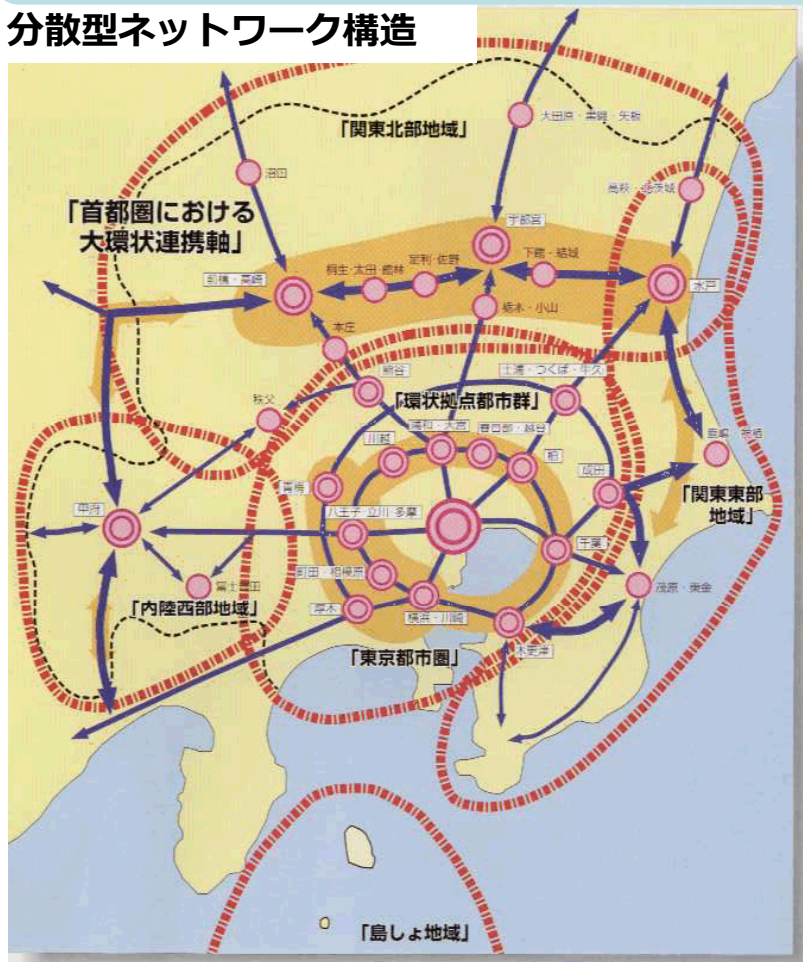 分散型ネットワーク構造
「関東北部地域」
大田原・黒磯・矢板
沼田
高萩・北茨城
「首都圏における
大環状連携軸」
宇都宮
下館・結城
足利・佐野
桐生・太田・館林
前橋・高崎
水戸
栃木・小山
本庄
熊谷
土浦・つくば・牛久
秩父
「環状拠点都市群」
浦和・大宮
春日部・越谷
川越
柏
成田
鹿嶋・神栖
青梅
「関東東部
地域」
甲府
八王子・立川・多摩
千葉
町田・相模原
富士吉田
茂原・東金
「内陸西部地域」
厚木
横浜・川崎
木更津
「東京都市圏」
「島しょ地域」